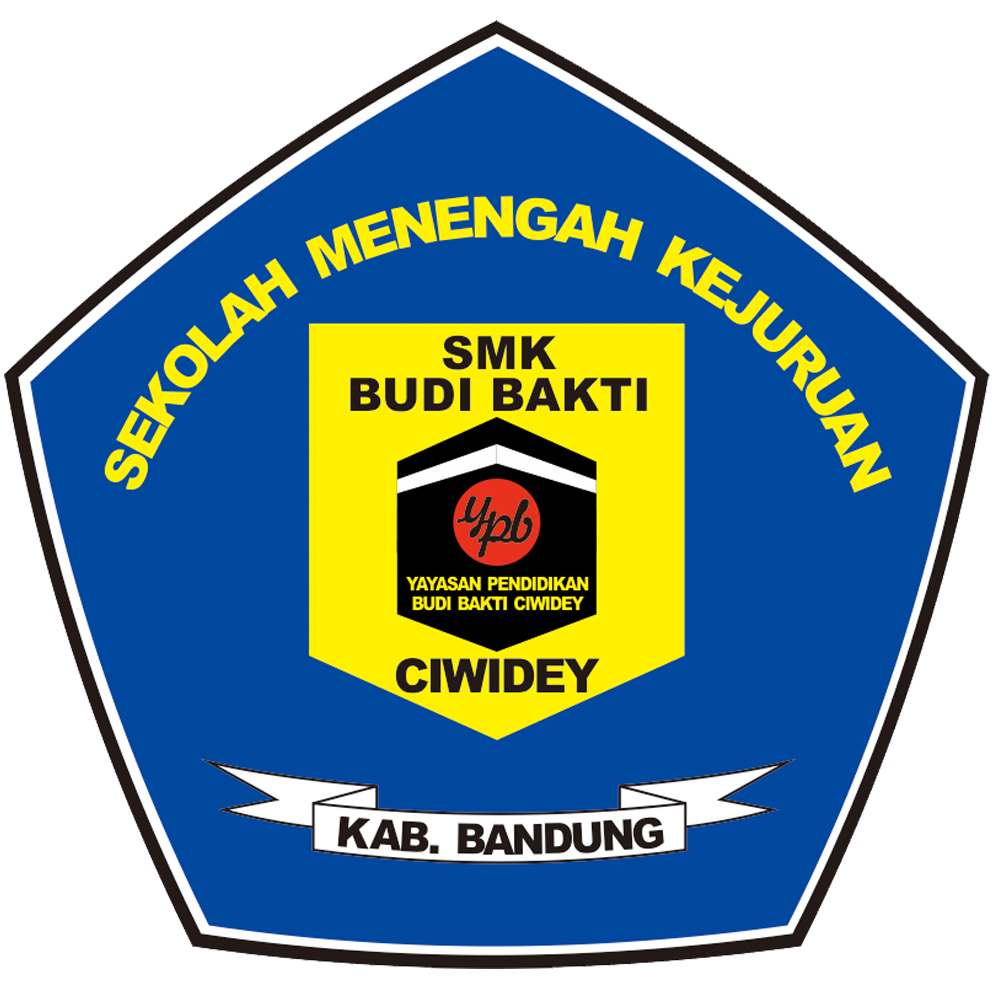 SEKOLAH MENENGAH KEJURUAN
SMK
BUDI BAKTI
ypb
YAYASAN PENDIDIKAN
BUDI BAKTI CIWIDEY
CIWIDEY
KAB. BANDUNG